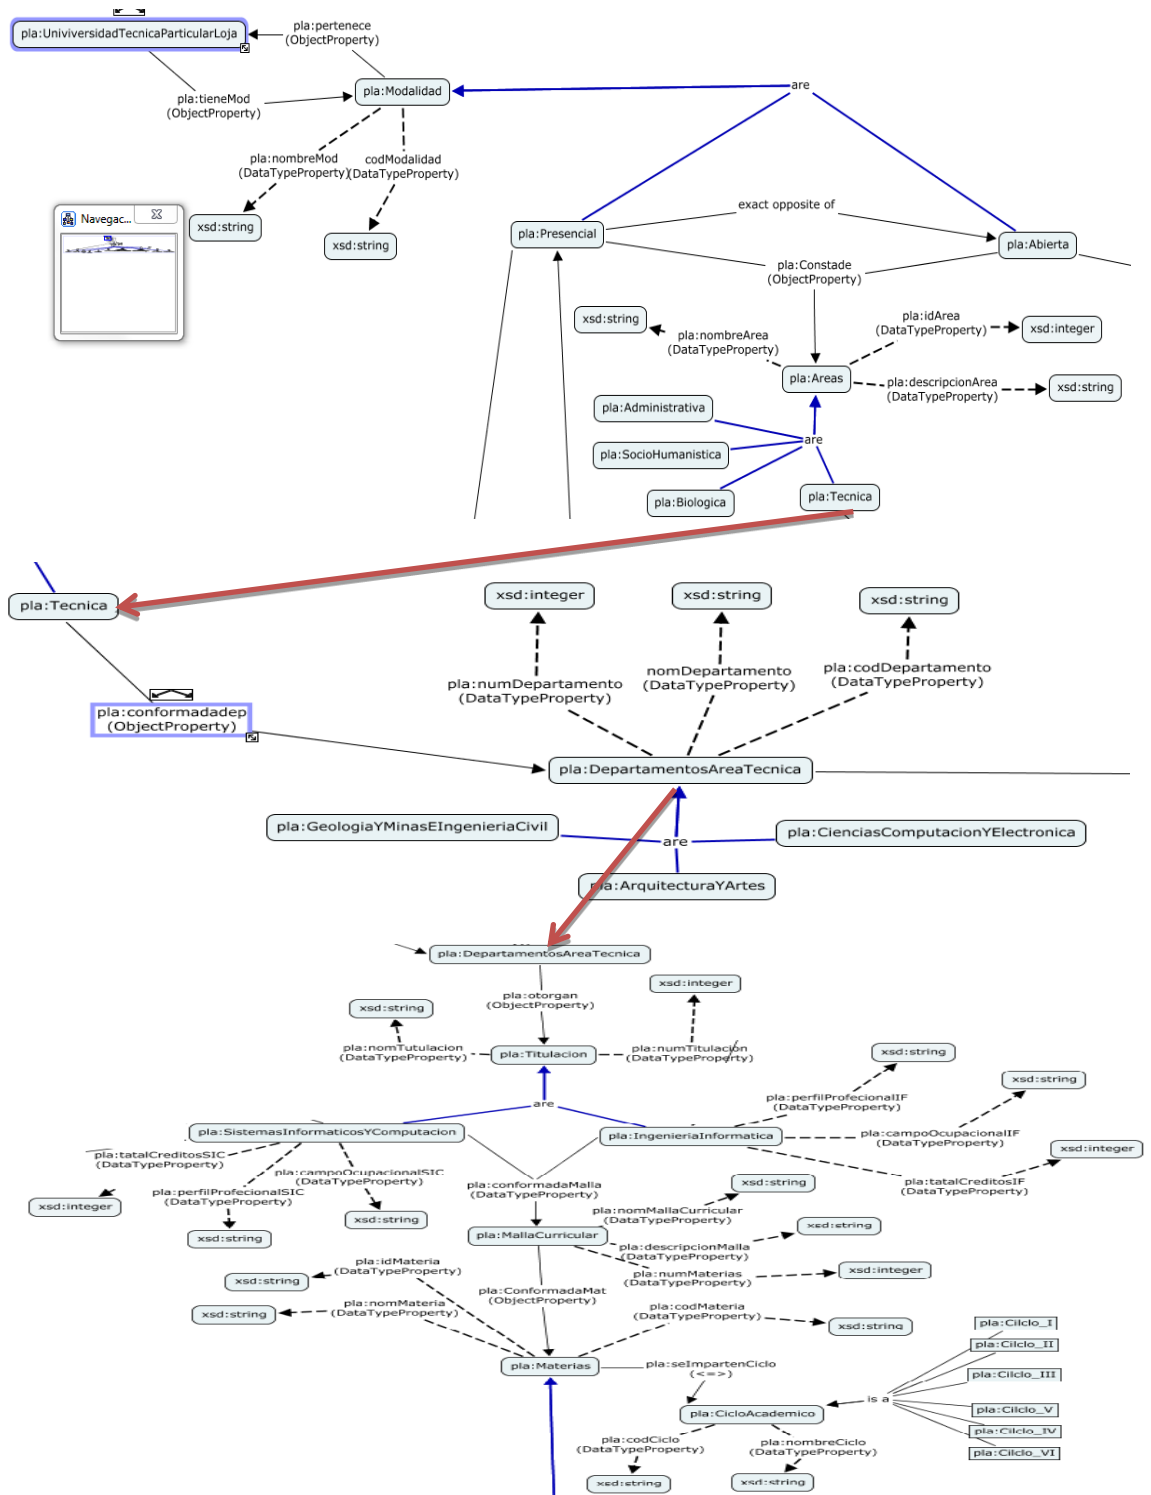 pla:UniviversidadTecnicaParticularLoja
pla:pertenece
(ObjectProperty)
pla:tieneMod
(ObjectProperty)
pla:Modalidad
are
pla:nombreMod
(DataTypeProperty)
codModalidad
(DataTypeProperty)
xsd:string
xsd:string
Navegac...
pla:Presencial
exact opposite of
pla:Abierta
pla:Constade
(ObjectProperty)
xsd:string
pla:nombreArea
(DataTypeProperty)
pla:idArea
(DataTypeProperty)
xsd:integer
pla:Areas
pla:descripcionArea
(DataTypeProperty)
xsd:string
pla:Administrativa
are
pla:SocioHumanistica
pla:Biologica
pla:Tecnica
pla:Tecnica
xsd:integer
xsd:string
xsd:string
pla:numDepartamento
(DataTypeProperty)
nomDepartamento
(DataTypeProperty)
pla:codDepartamento
(DataTypeProperty)
pla:conformadadep
(ObjectProperty)
pla:DepartamentosAreaTecnica
pla:GeologiaYMinasEIngenieriaCivil
are
pla:CienciasComputacionYElectronica
pla:ArquitecturaYArtes
pla:DepartamentosAreaTecnica
pla:otorgan
(ObjectProperty)
xsd:string
xsd:integer
pla:nomTutulacion
(DataTypeProperty)
pla:Titulacion
pla:numTitulacion
(DataTypeProperty)
xsd:string
xsd:string
are
pla:perfilProfecionalIF
(DataTypeProperty)
pla:SistemasInformaticosYComputacion
pla:IngenieriaInformatica
pla:campoOcupacionalIF
(DataTypeProperty)
xsd:integer
pla:tatalCreditosSIC
(DataTypeProperty)
pla:campoOcupacionalSIC
(DataTypeProperty)
pla:perfilProfecionalSIC
(DataTypeProperty)
pla:conformadaMalla
(DataTypeProperty)
pla:tatalCreditosIF
(DataTypeProperty)
xsd:integer
xsd:string
xsd:string
xsd:string
pla:nomMallaCurricular
(DataTypeProperty)
xsd:string
pla:MallaCurricular
pla:descripcionMalla
(DataTypeProperty)
pla:numMaterias
(DataTypeProperty)
xsd:integer
pla:idMateria
(DataTypeProperty)
xsd:string
pla:ConformadaMat
(ObjectProperty)
pla:nomMateria
(DataTypeProperty)
xsd:string
pla:codMateria
(DataTypeProperty)
xsd:string
pla:Materias
pla:seImpartenCiclo
(<=>)
pla:Cilclo_I
pla:Cilclo_II
pla:Cilclo_III
is a
pla:CicloAcademico
pla:Cilclo_V
pla:Cilclo_IV
pla:Cilclo_VI
pla:codCiclo
(DataTypeProperty)
pla:nombreCiclo
(DataTypeProperty)
xsd:string
xsd:string